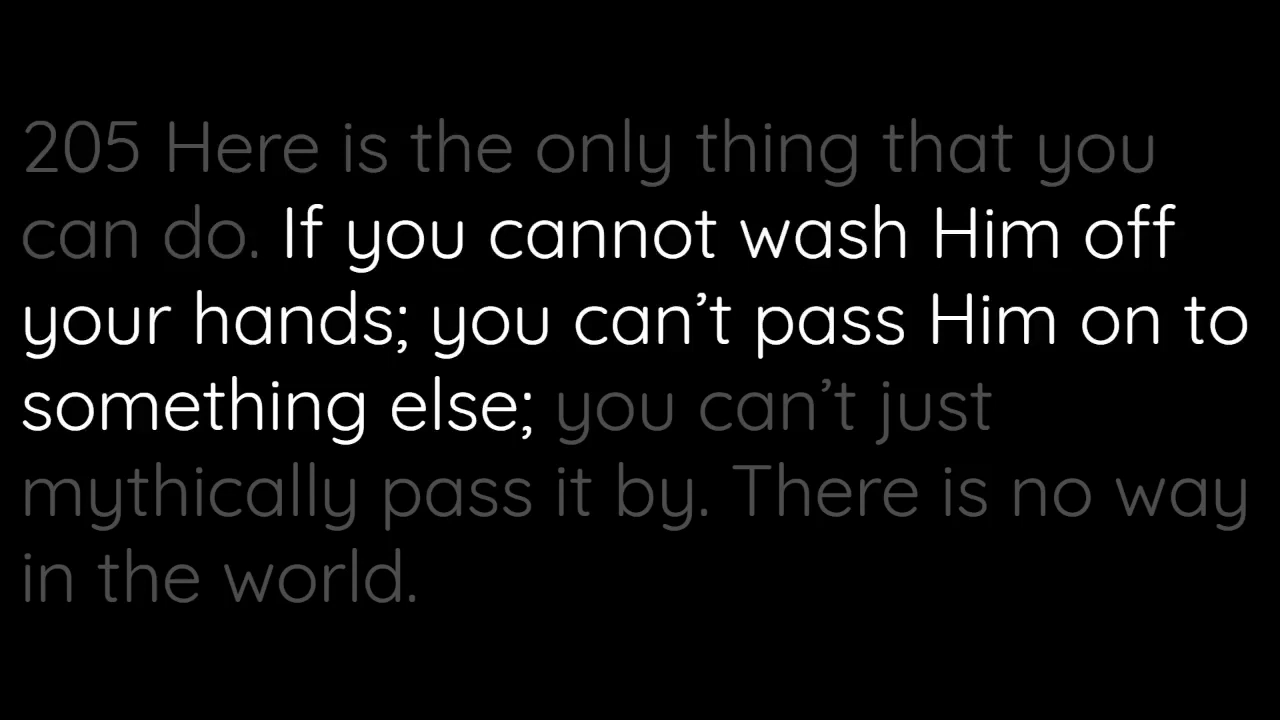 205 Here is the only thing that you
can do. If you cannot wash Him off
your hands; you can’t pass Him on to
something else; you can’t just
mythically pass it by. There is no way
in the world.